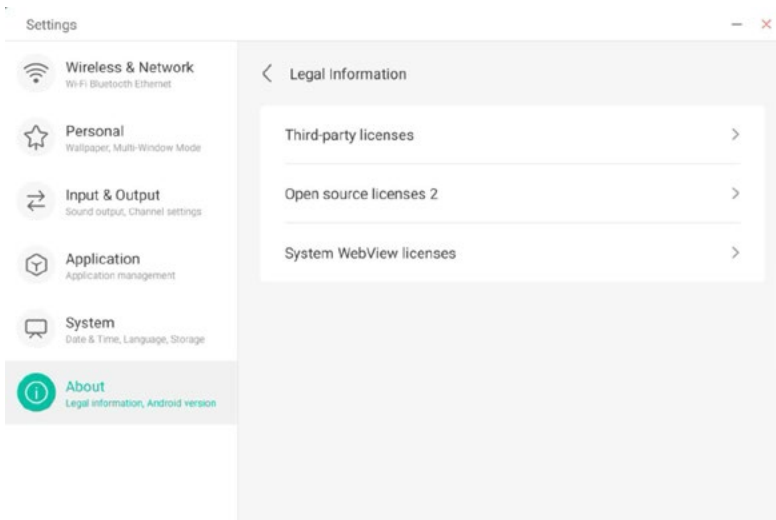 Settings
Wireless & Network
Wi-Fi Bluetooth Ethernet
Personal
Wallpaper, Multi-Window Mode
Input & Output
Sound output, Channel settings
Application
Application management
System
Date & Time, Language, Storage
About
Legal information, Android version
Legal Information
Third-party licenses
Open source licenses 2
System WebView licenses